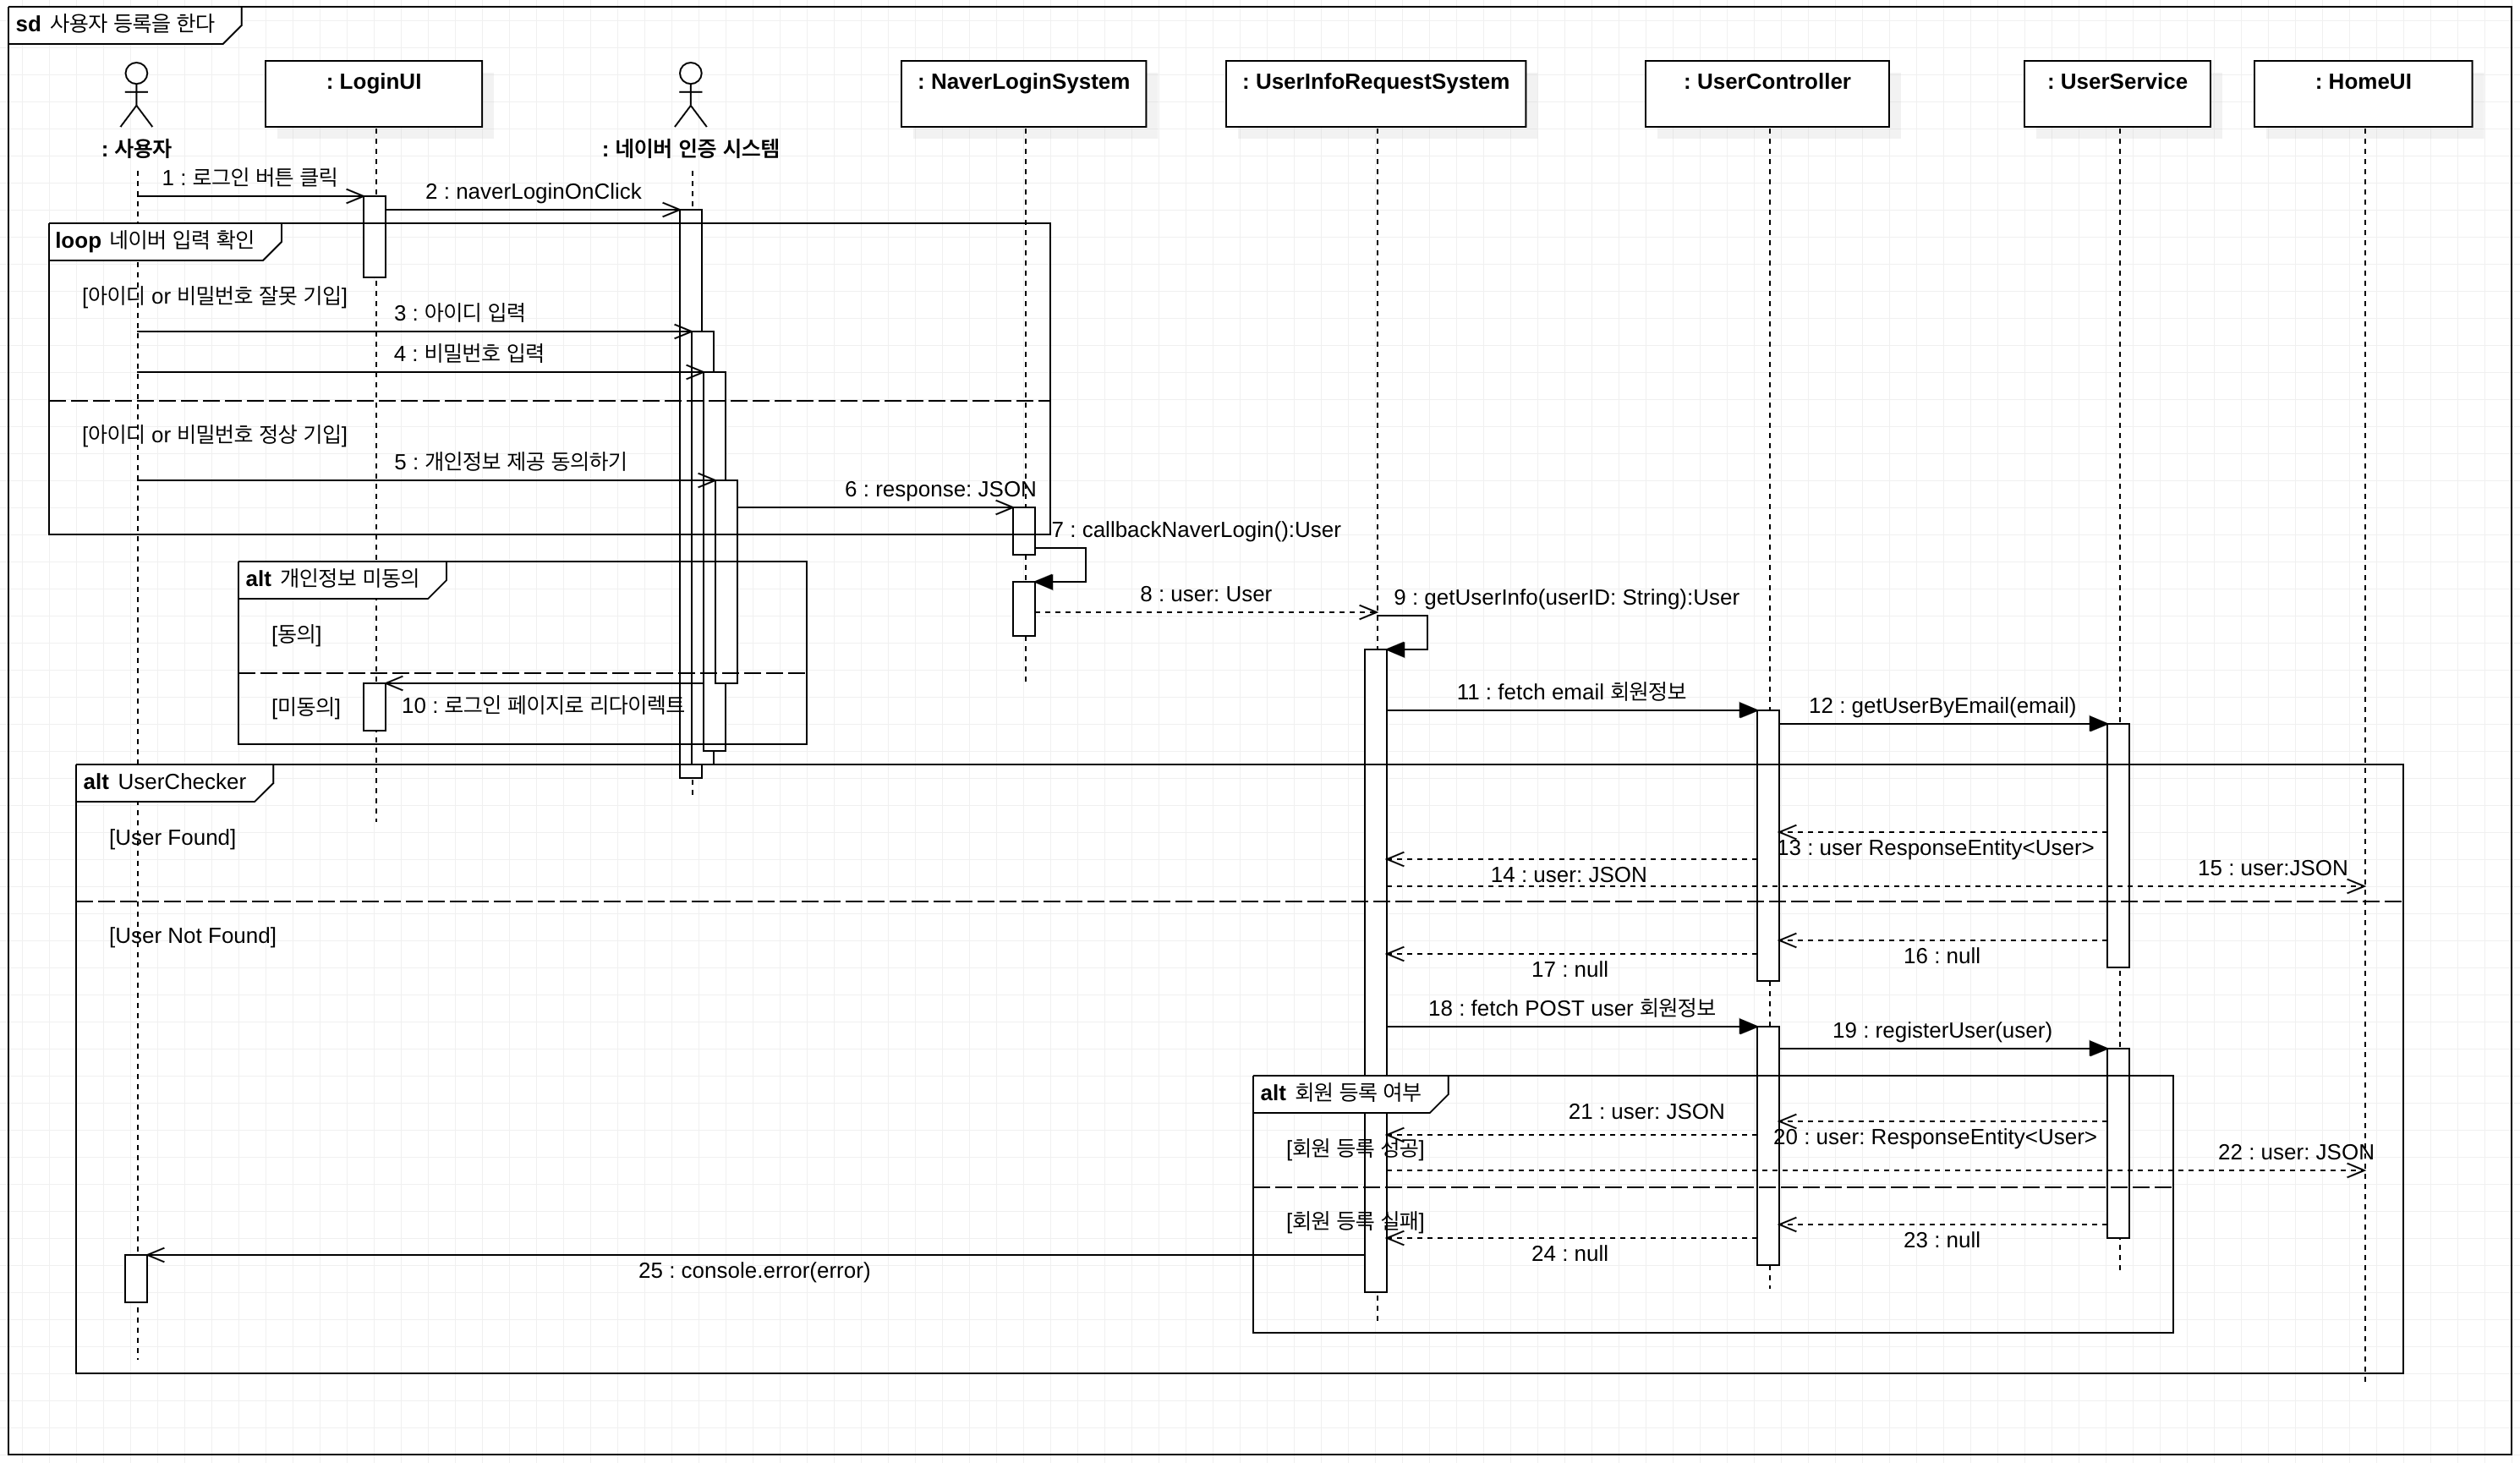 sd 사용자 등록을 한다
: 사용자
: LoginUI
: 네이버 인증 시스템
: NaverLoginSystem
: UserInfoRequestSystem
: UserController
: UserService
: HomeUI
1 : 로그인 버튼 클릭
2 : naverLoginOnClick
loop 네이버 입력 확인
[아이디 or 비밀번호 잘못 기입]
3 : 아이디 입력
4 : 비밀번호 입력
[아이디 or 비밀번호 정상 기입]
5 : 개인정보 제공 동의하기
6 : response: JSON
7 : callbackNaverLogin():User
alt 개인정보 미동의
8 : user: User
9 : getUserInfo(userID: String):User
[동의]
[미동의]
10 : 로그인 페이지로 리다이렉트
11 : fetch email 회원정보
12 : getUserByEmail(email)
alt UserChecker
[User Found]
13 : user ResponseEntity<User>
14 : user: JSON
15 : user:JSON
[User Not Found]
16 : null
17 : null
18 : fetch POST user 회원정보
19 : registerUser(user)
alt 회원 등록 여부
21 : user: JSON
20 : user: ResponseEntity<User>
[회원 등록 성공]
22 : user: JSON
[회원 등록 실패]
23 : null
24 : null
25 : console.error(error)